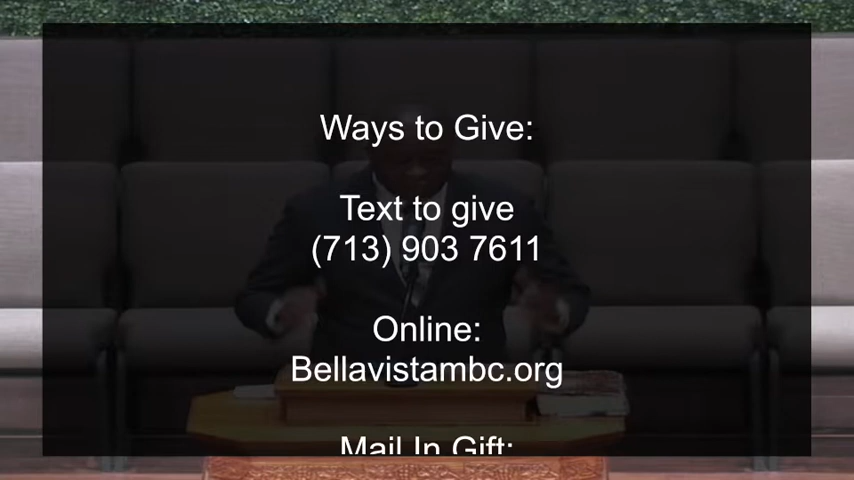 Ways to Give:
Text to give
(713) 903 7611
Online:
Bellavistambc.org
Mail In Gift: